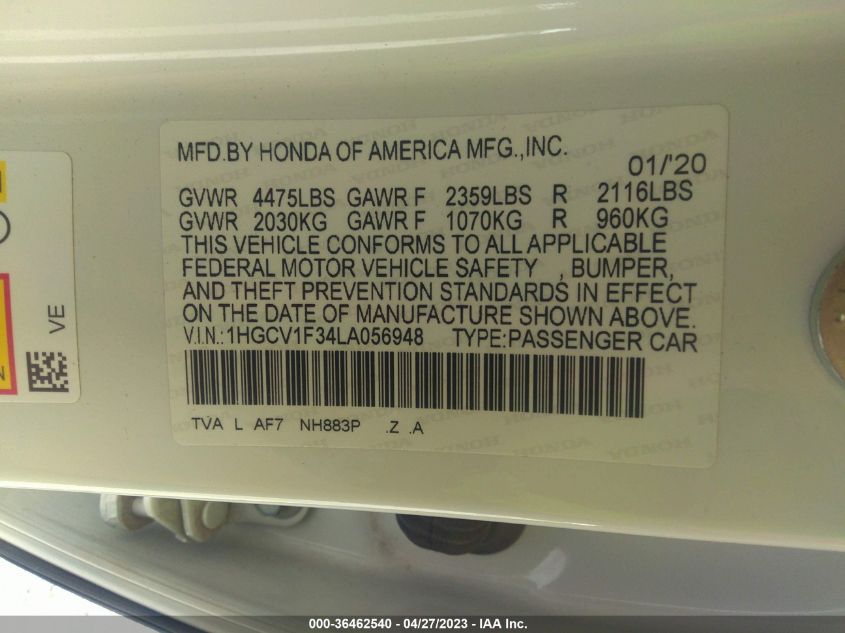 MFD.BY HONDA OF AMERICA MFG.,INC.
01/'20
GVWR 4475LBS GAWR F 2359LBS R 2116LBS
GVWR 2030KG GAWR F 1070KG R 960KG
THIS VEHICLE CONFORMS TO ALL APPLICABLE
FEDERAL MOTOR VEHICLE SAFETY , BUMPER,
AND THEFT PREVENTION STANDARDS IN EFFECT
ON THE DATE OF MANUFACTURE SHOWN ABOVE.
V.I.N.:1HGCV1F34LA056948 TYPE:PASSENGER CAR
TVA L AF7 NH883P .Z .A
VE
000-36462540 - 04/27/2023 - IAA Inc.